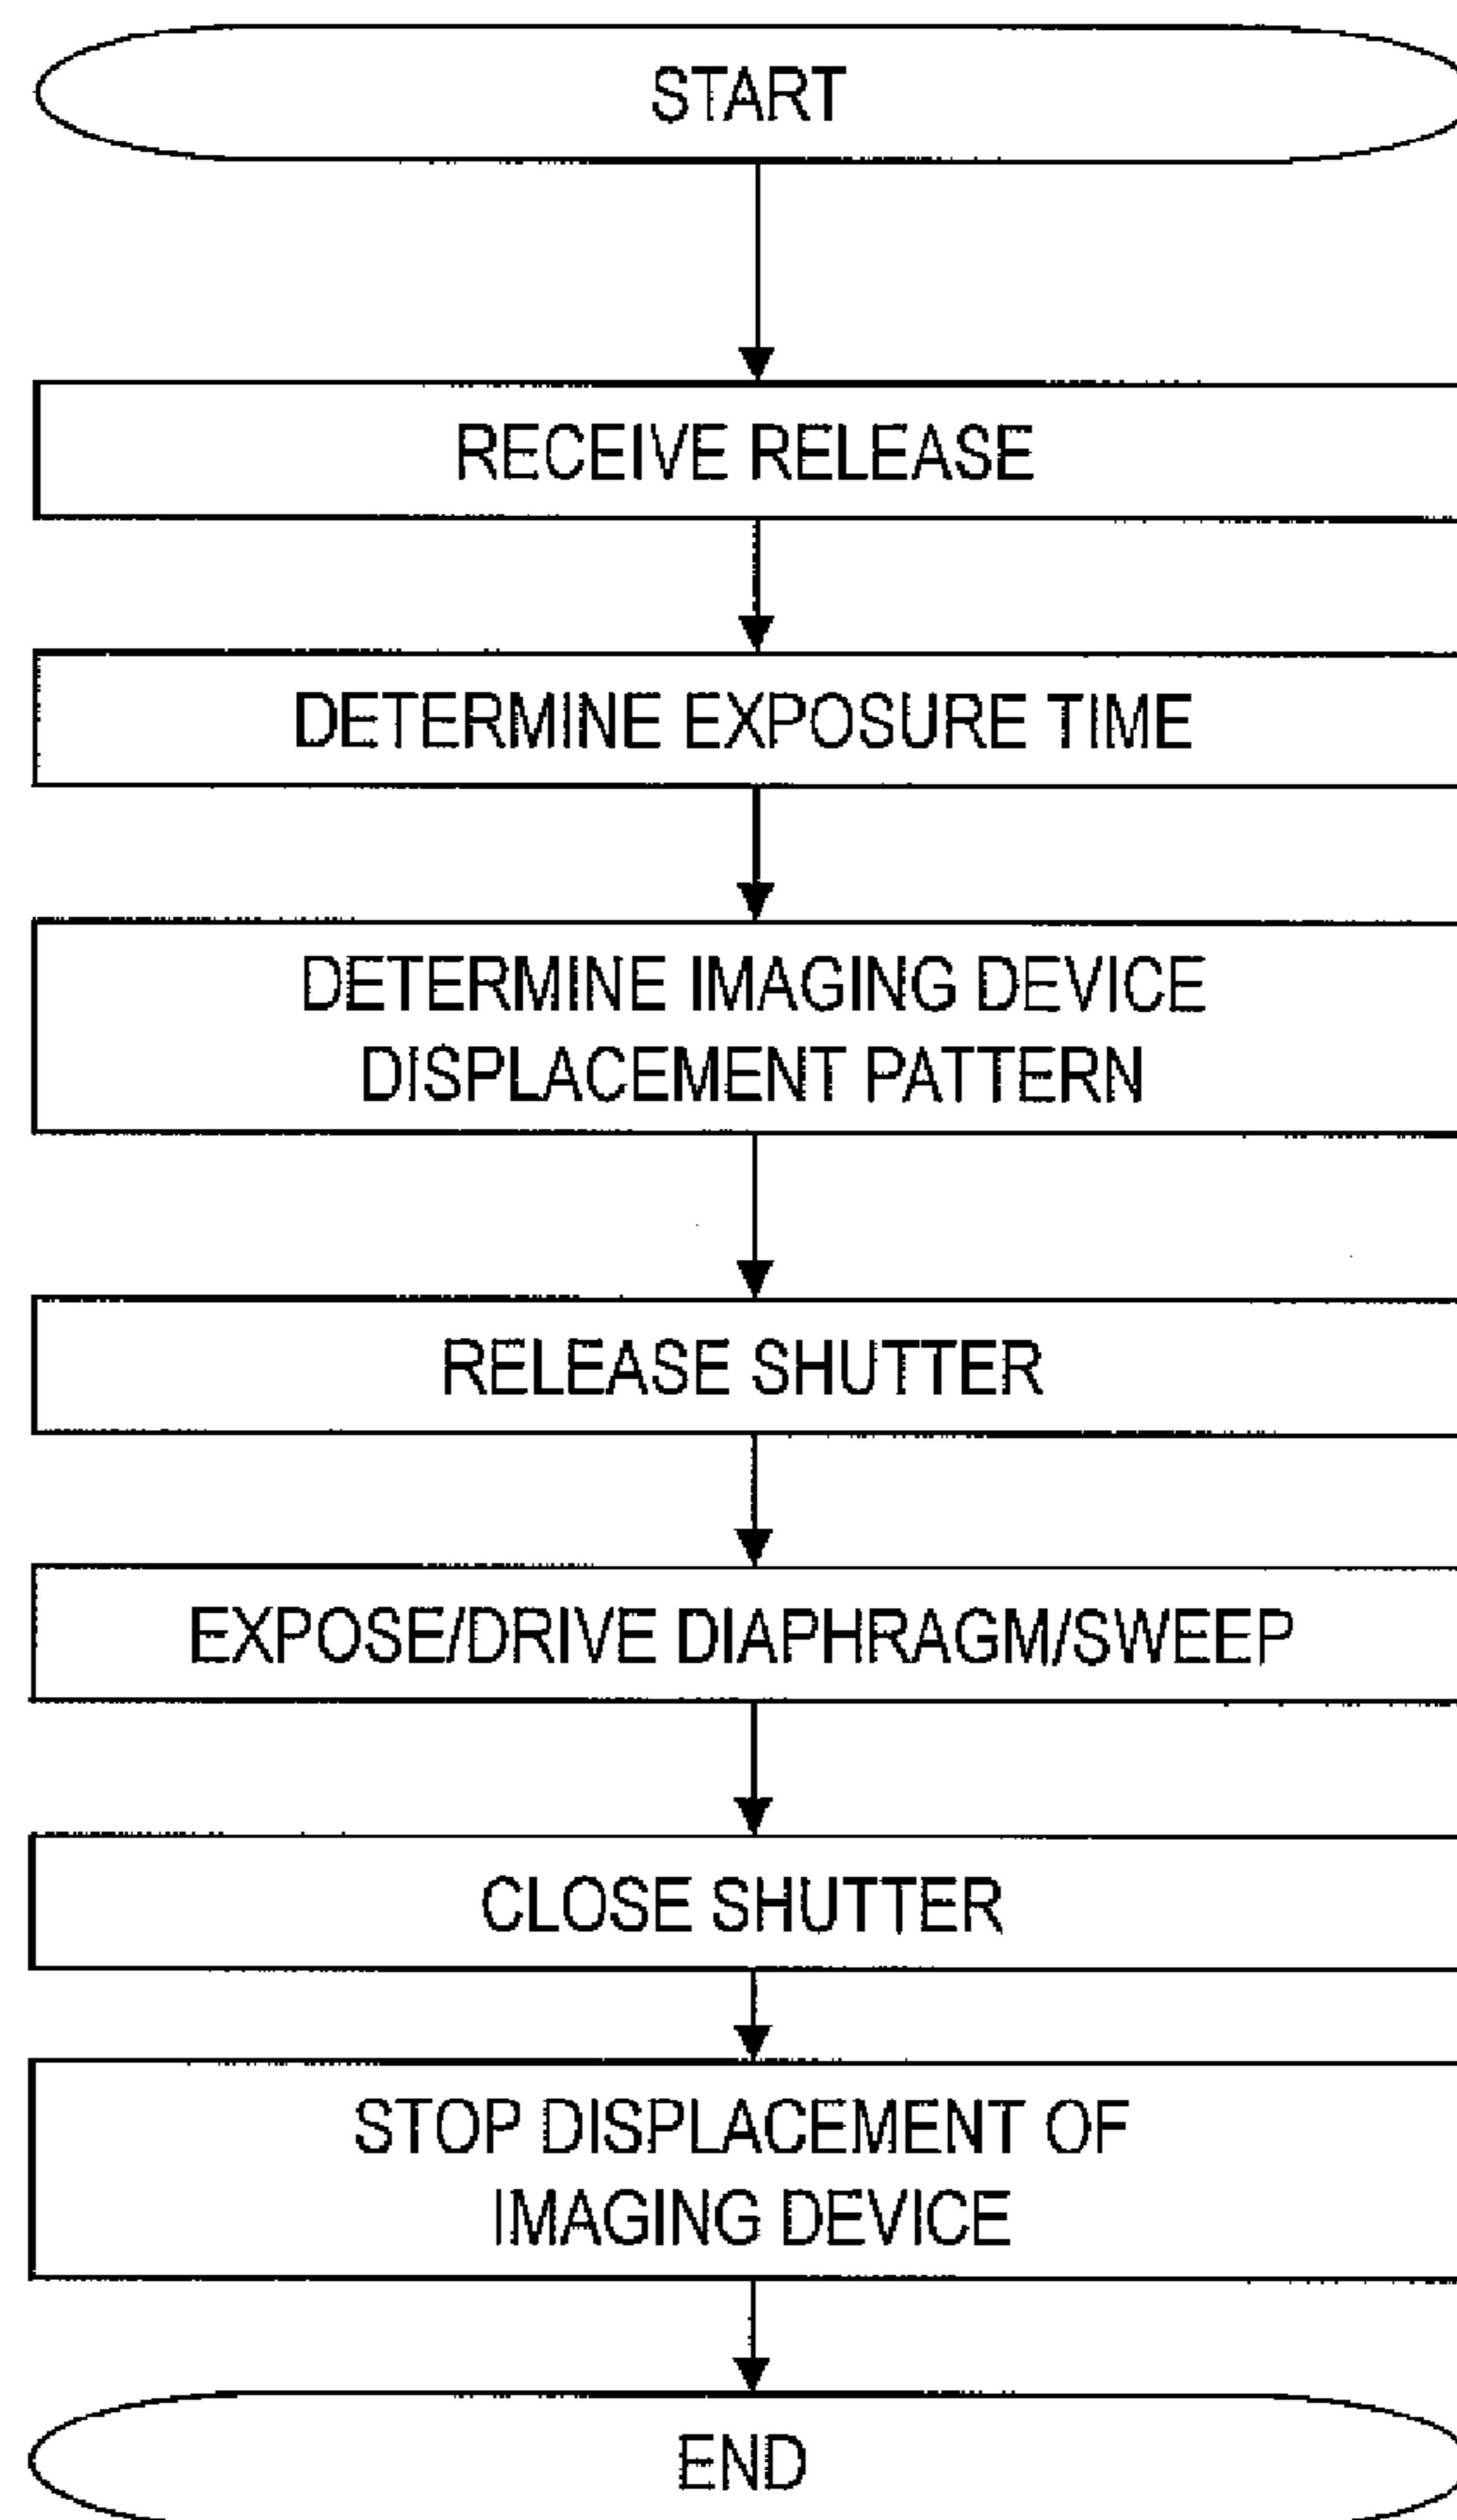 START
RECEIVE RELEASE
DETERMINE EXPOSURE TIME
DETERMINE IMAGING DEVICE
DISPLACEMENT PATTERN
RELEASE SHUTTER
EXPOSE/DRIVE DIAPHRAGM/SWEEP
CLOSE SHUTTER
STOP DISPLACEMENT OF
IMAGING DEVICE
END